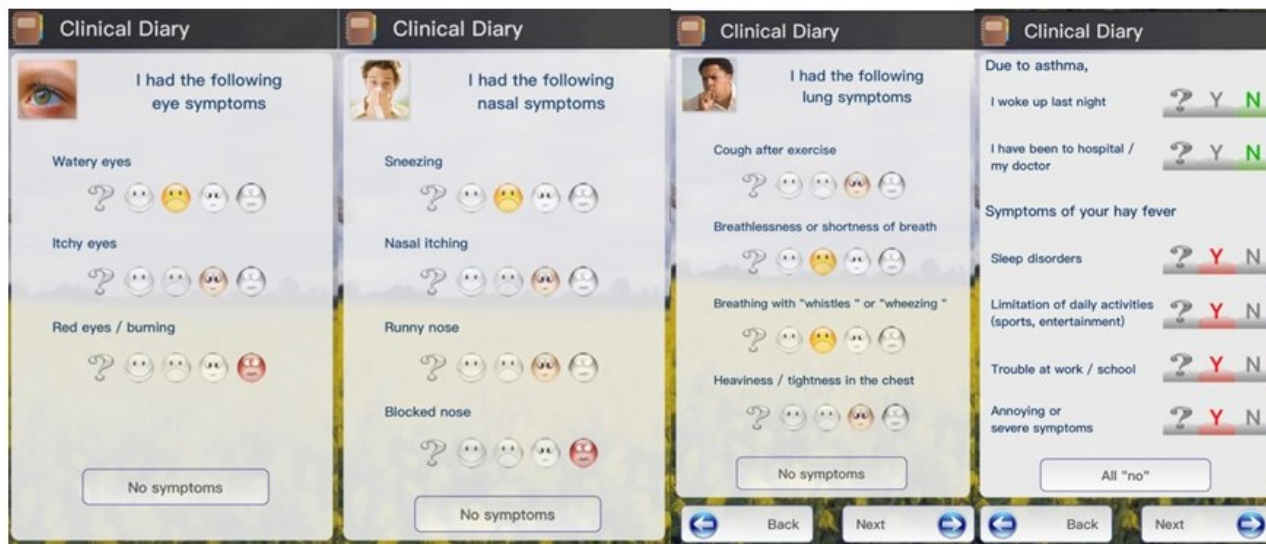 Clinical Diary
I had the following
eye symptoms
Watery eyes
?
Itchy eyes
?
Red eyes / burning
?
No symptoms
Clinical Diary
I had the following
nasal symptoms
Sneezing
?
Nasal itching
?
Runny nose
?
Blocked nose
?
No symptoms
Clinical Diary
I had the following
lung symptoms
Cough after exercise
?
Breathlessness or shortness of breath
?
Breathing with "whistles " or "wheezing "
?
Heaviness / tightness in the chest
?
No symptoms
Back Next
Clinical Diary
Due to asthma,
I woke up last night ? Y N
I have been to hospital /
my doctor ? Y N
Symptoms of your hay fever
Sleep disorders ? Y N
Limitation of daily activities
(sports, entertainment) ? Y N
Trouble at work / school ? Y N
Annoying or
severe symptoms ? Y N
All "no"
Back Next